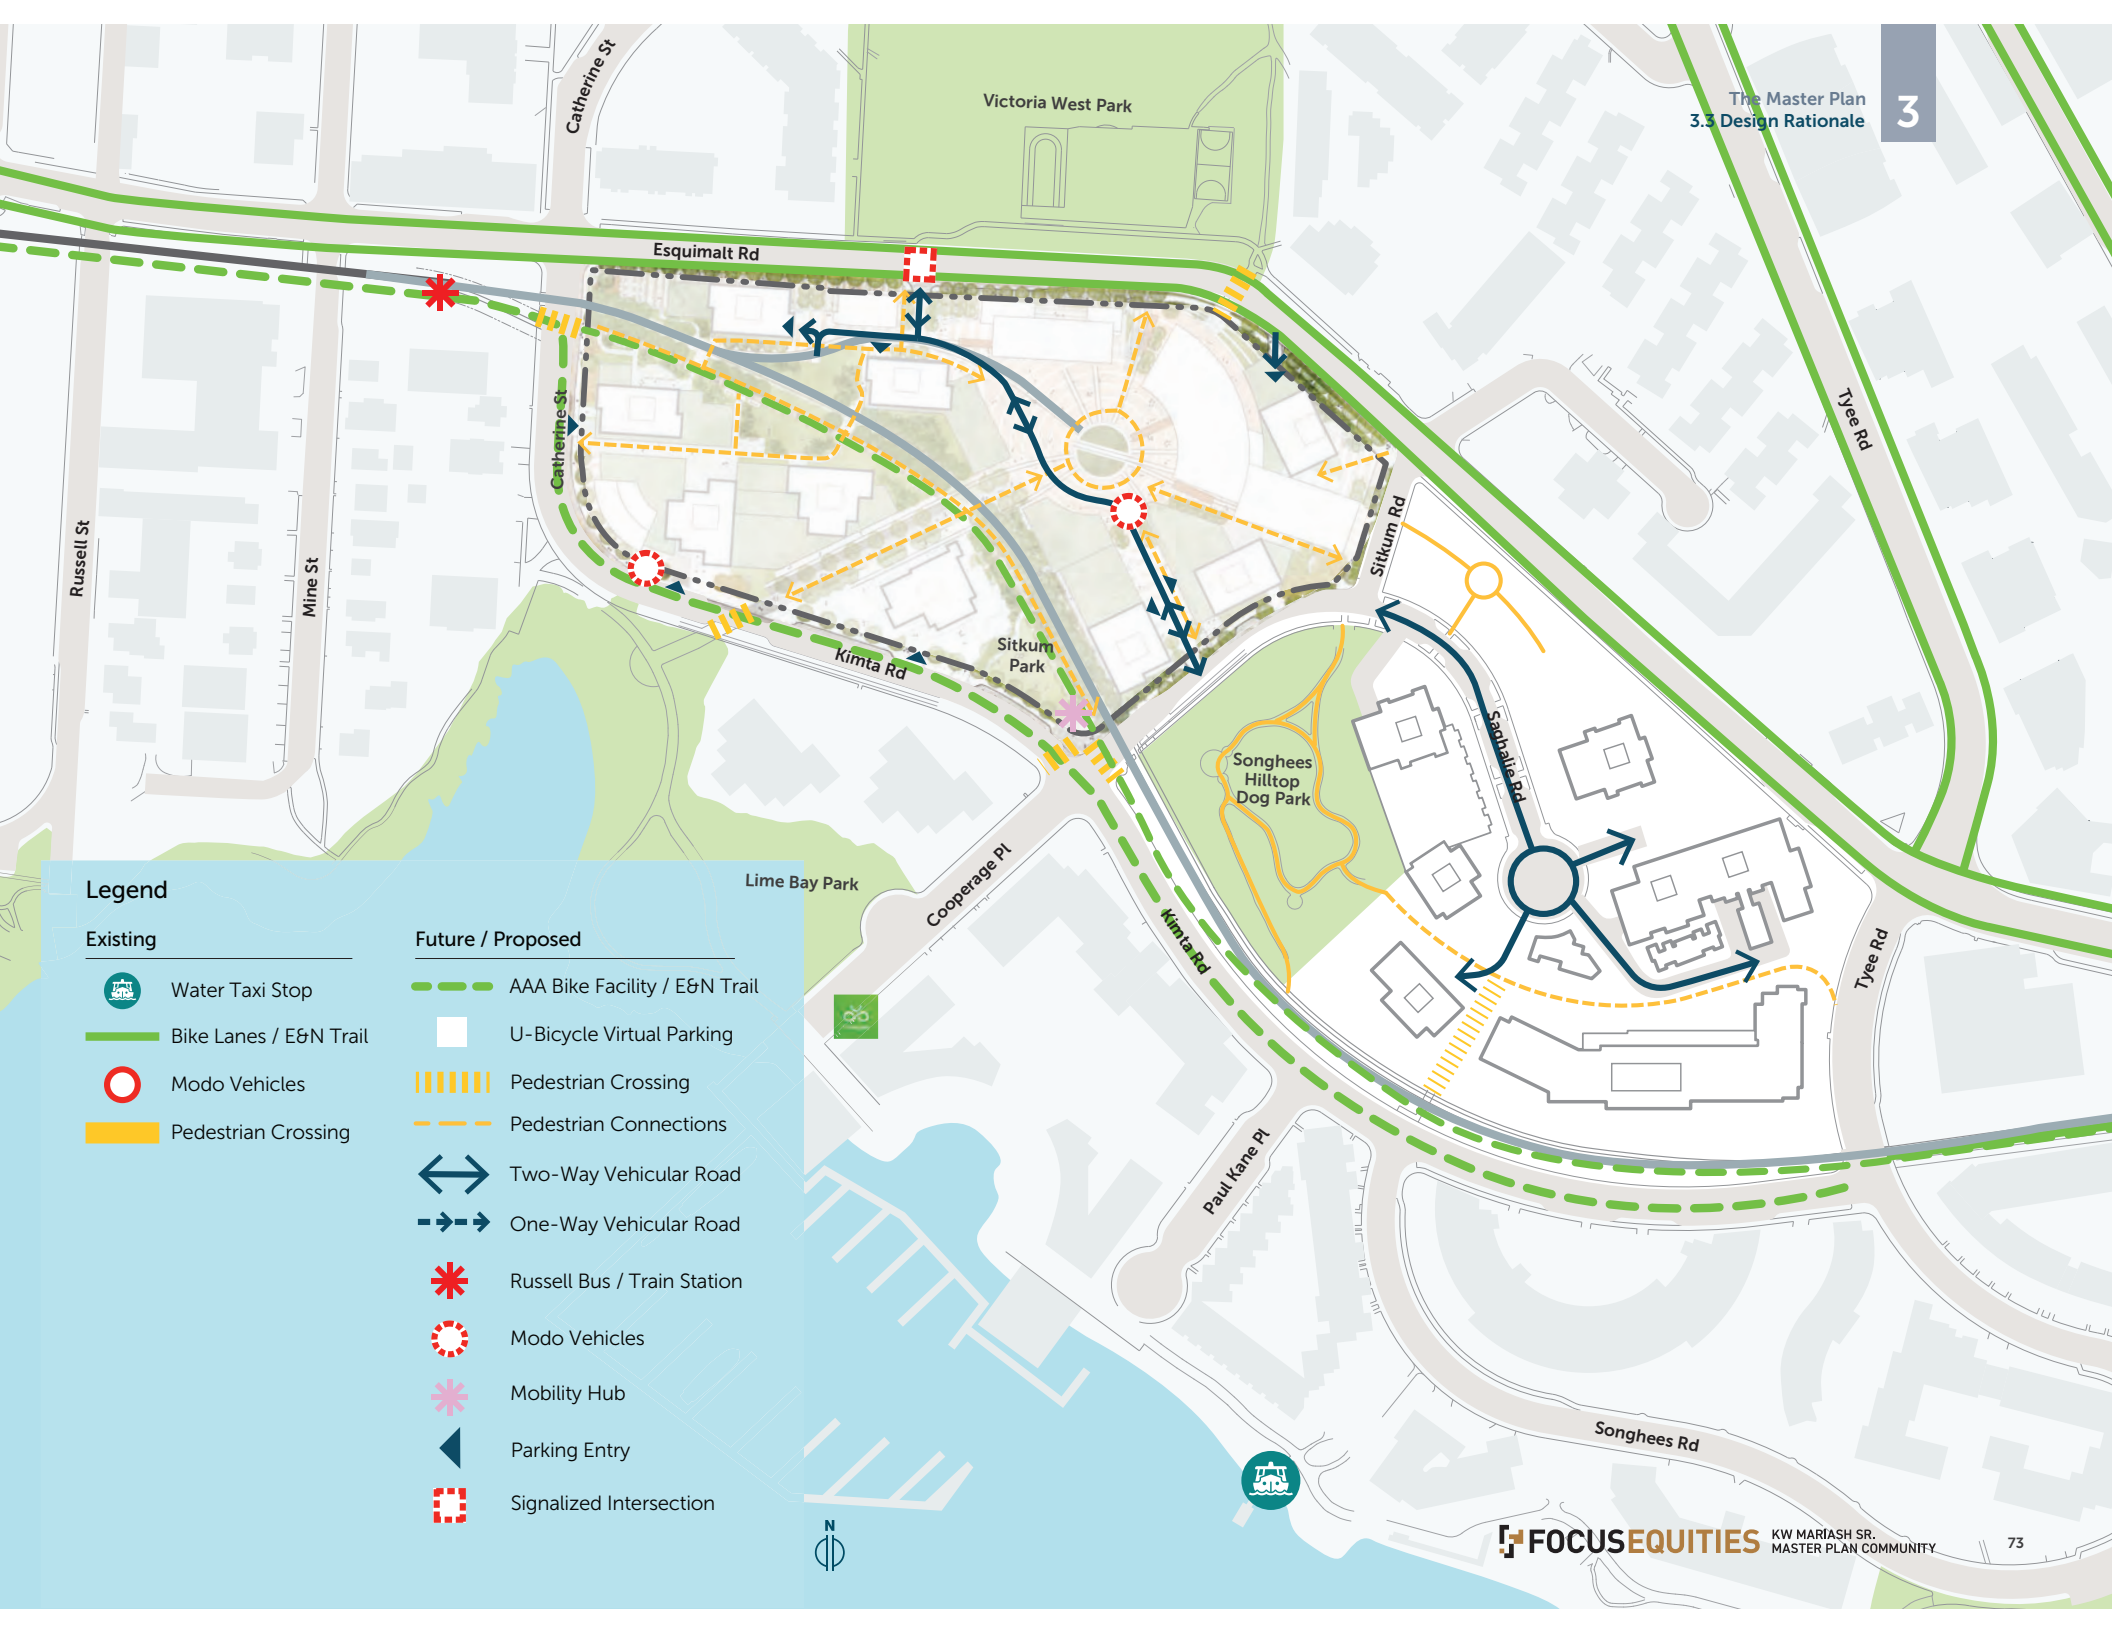 The Master Plan
3.3 Design Rationale
3
Catherine St
Victoria West Park
Esquimalt Rd
Tyee Rd
Catherine St
Sitkum Rd
Russell St
Mine St
Sitkum
Park
Kimta Rd
Saghalie Rd
Songhees
Hilltop
Dog Park
Cooperage Pl
Lime Bay Park
Kimta Rd
Tyee Rd
Paul Kane Pl
Songhees Rd
Legend
Existing
Water Taxi Stop
Bike Lanes / E&N Trail
Modo Vehicles
Pedestrian Crossing
Future / Proposed
AAA Bike Facility / E&N Trail
U-Bicycle Virtual Parking
Pedestrian Crossing
Pedestrian Connections
Two-Way Vehicular Road
One-Way Vehicular Road
Russell Bus / Train Station
Modo Vehicles
Mobility Hub
Parking Entry
Signalized Intersection
N
FOCUSEQUITIES
KW MARIASH SR.
MASTER PLAN COMMUNITY
73